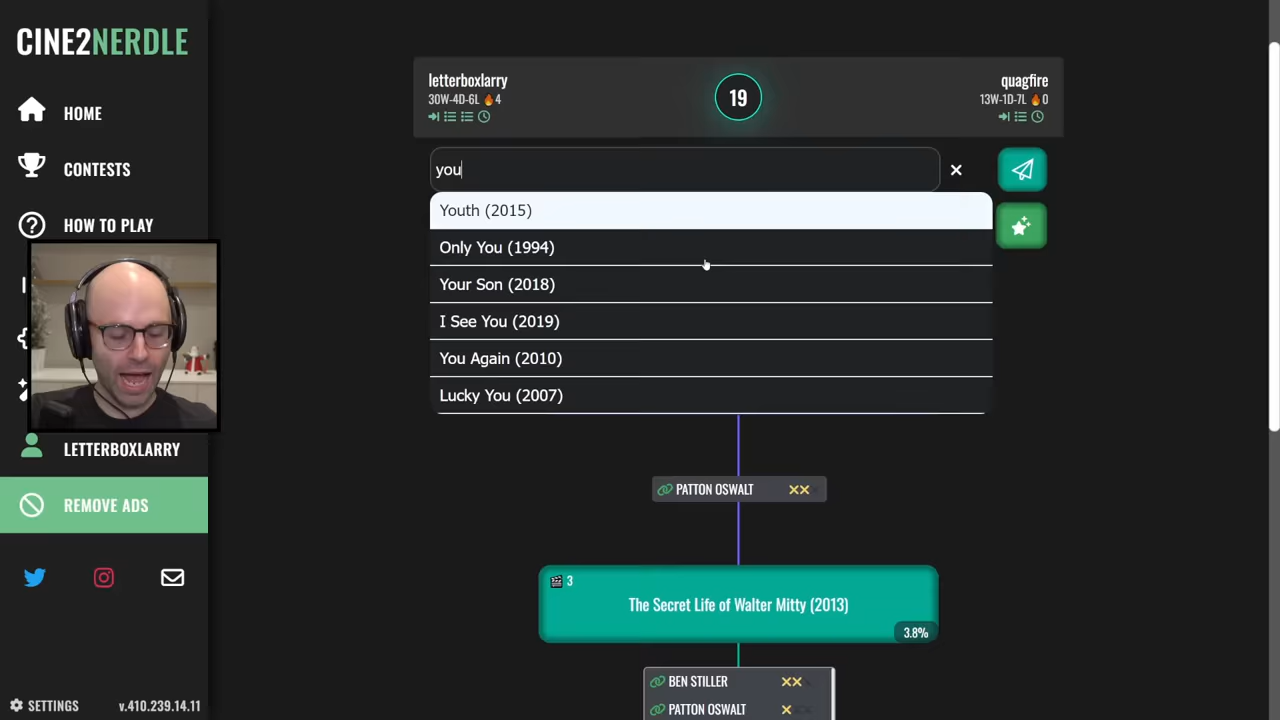 CINE2NERDLE
HOME
CONTESTS
HOW TO PLAY
LETTERBOXLARRY
REMOVE ADS
SETTINGS
v.410.239.14.11
letterboxlarry
30W-4D-6L 4
19
quagfire
13W-1D-7L 0
you
Youth (2015)
Only You (1994)
Your Son (2018)
I See You (2019)
You Again (2010)
Lucky You (2007)
PATTON OSWALT
3
The Secret Life of Walter Mitty (2013)
3.8%
BEN STILLER
PATTON OSWALT